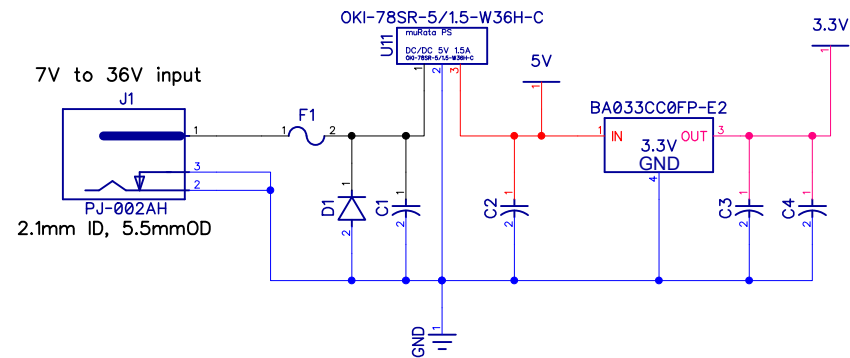 OKI-78SR-5/1.5-W36H-C
muRata PS
DC/DC 5V 1.5A
OKI-78SR-5/1.5-W36H-C
U11
1
2
3
3.3V
1
5V
1
7V to 36V input
J1
1
3
2
PJ-002AH
2.1mm ID, 5.5mmOD
F1
1
2
D1
1
2
C1
1
2
C2
1
2
BA033CC0FP-E2
1
IN
OUT
3
3.3V
GND
4
C3
1
2
C4
1
2
GND
1